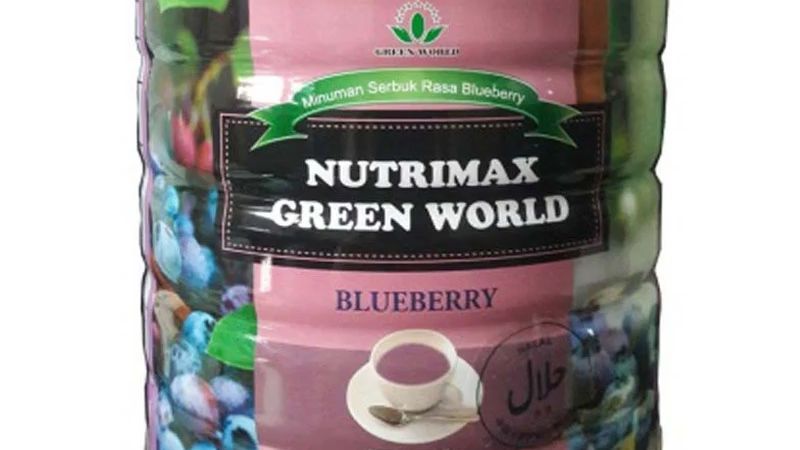 GREEN WORLD
Minuman Serbuk Rasa Blueberry
NUTRIMAX
GREEN WORLD
BLUEBERRY
HALAL
حلال